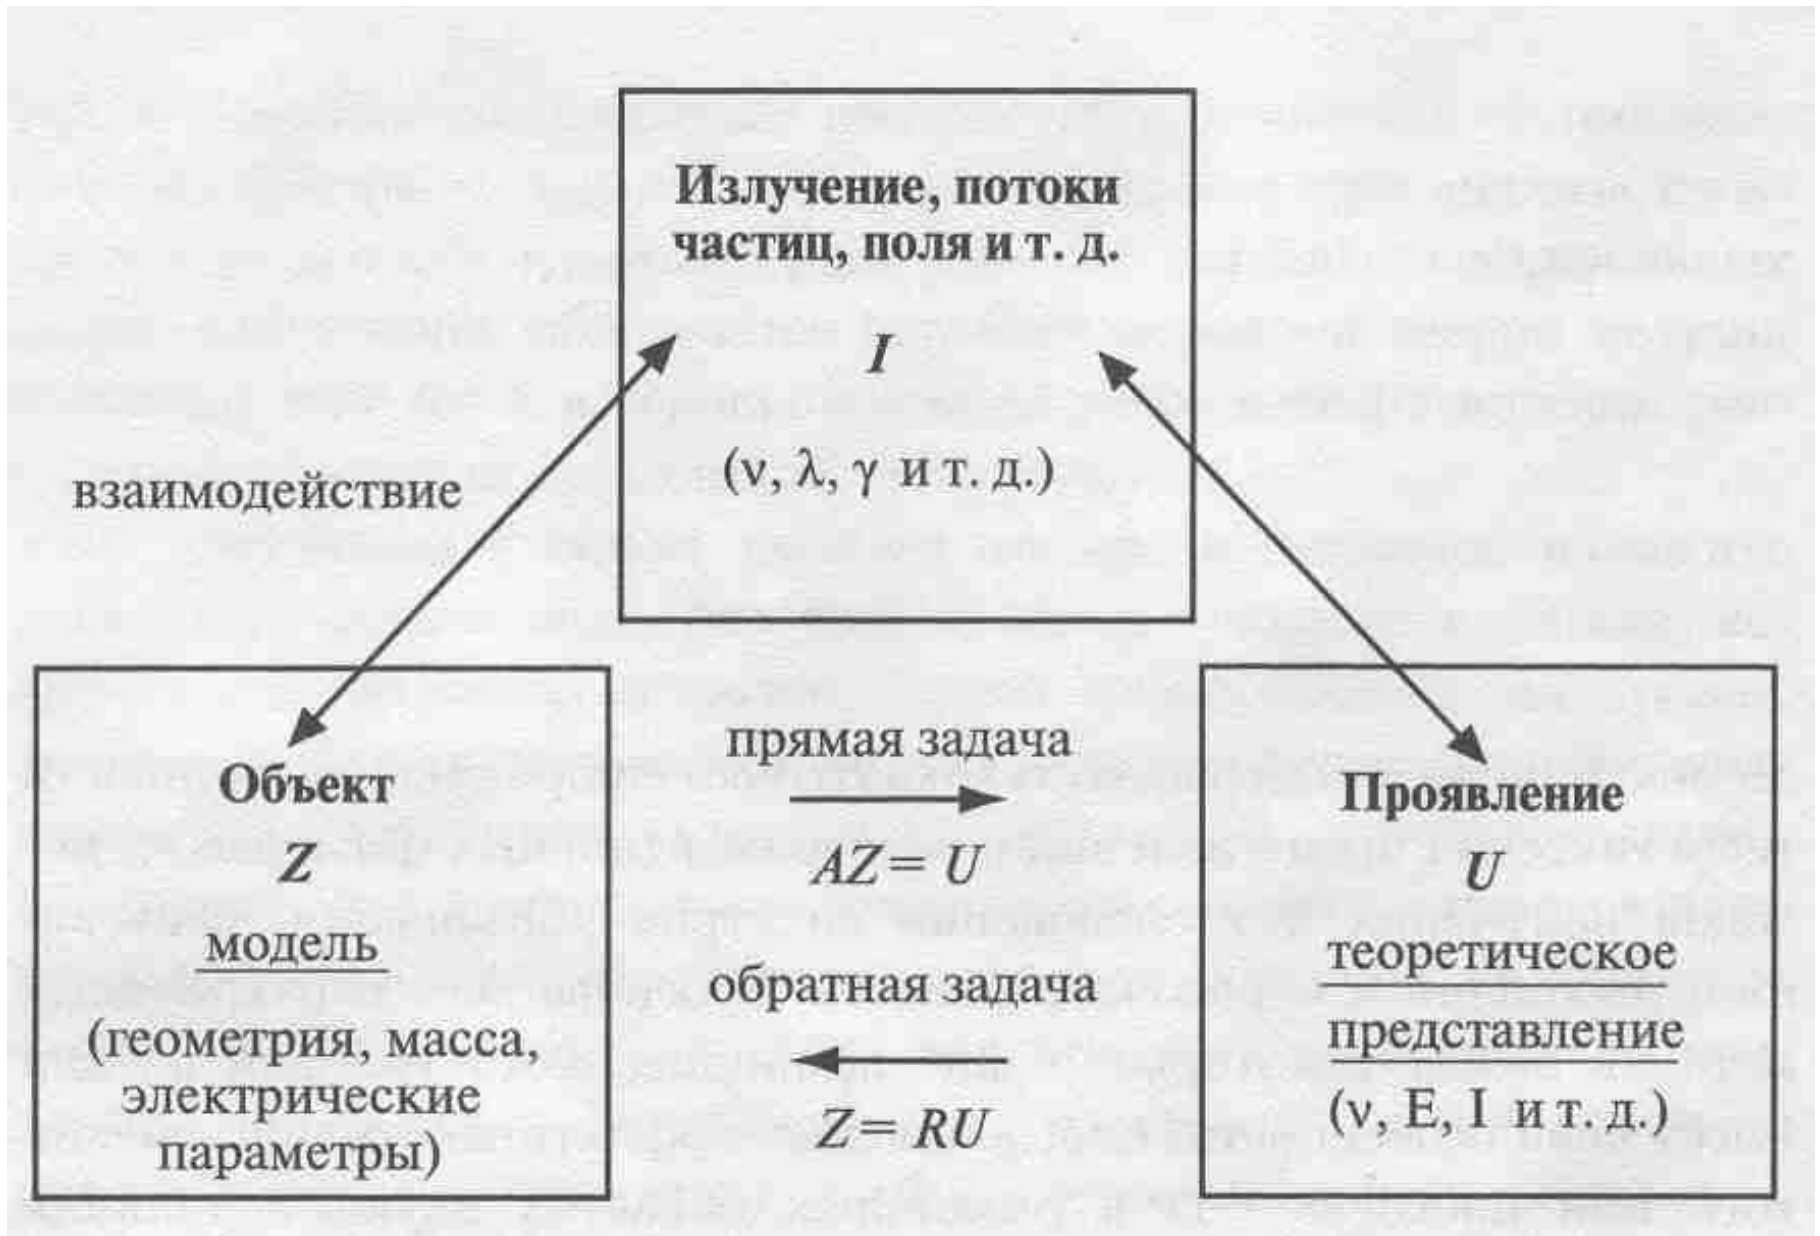 Излучение, потоки
частиц, поля и т. д.
I
(ν, λ, γ и т. д.)
взаимодействие
Объект
Z
модель
(геометрия, масса,
электрические
параметры)
прямая задача
AZ = U
обратная задача
Z = RU
Проявление
U
теоретическое
представление
(ν, E, I и т. д.)